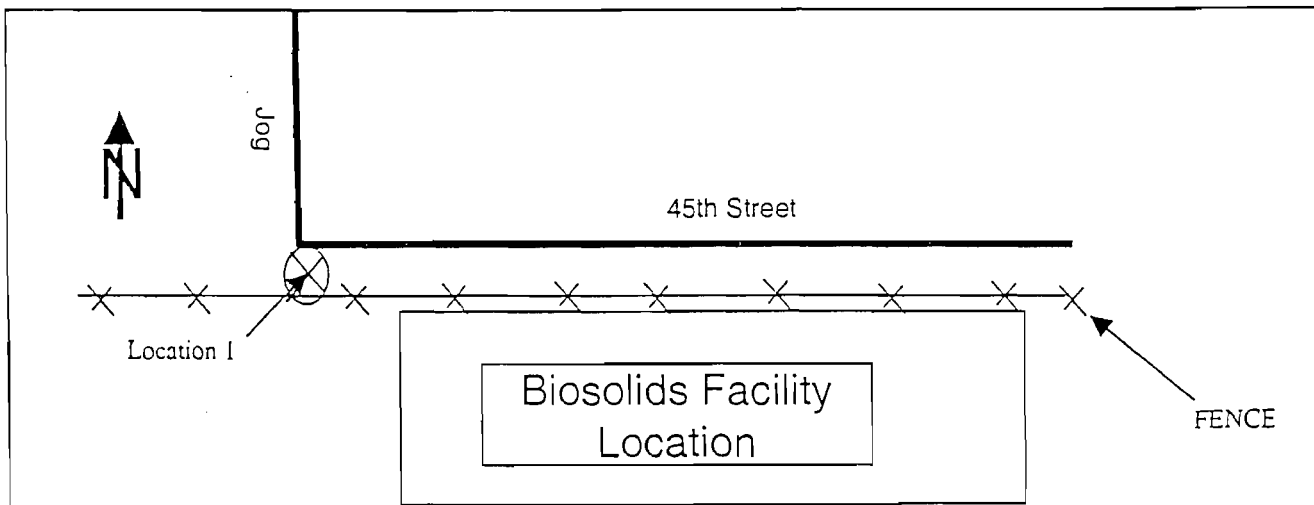 Jog
N
45th Street
Location 1
Biosolids Facility
Location
FENCE